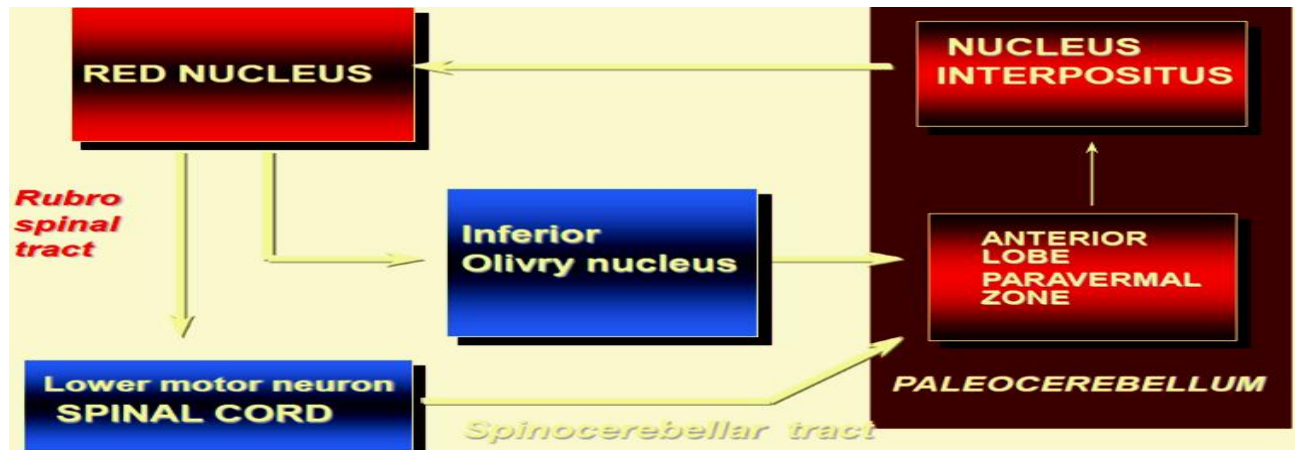 RED NUCLEUS
NUCLEUS
INTERPOSITUS
Rubro
spinal
tract
Inferior
Olivry nucleus
ANTERIOR
LOBE
PARAVERMAL
ZONE
Lower motor neuron
SPINAL CORD
PALEOCEREBELLUM
Spinocerebellar tract